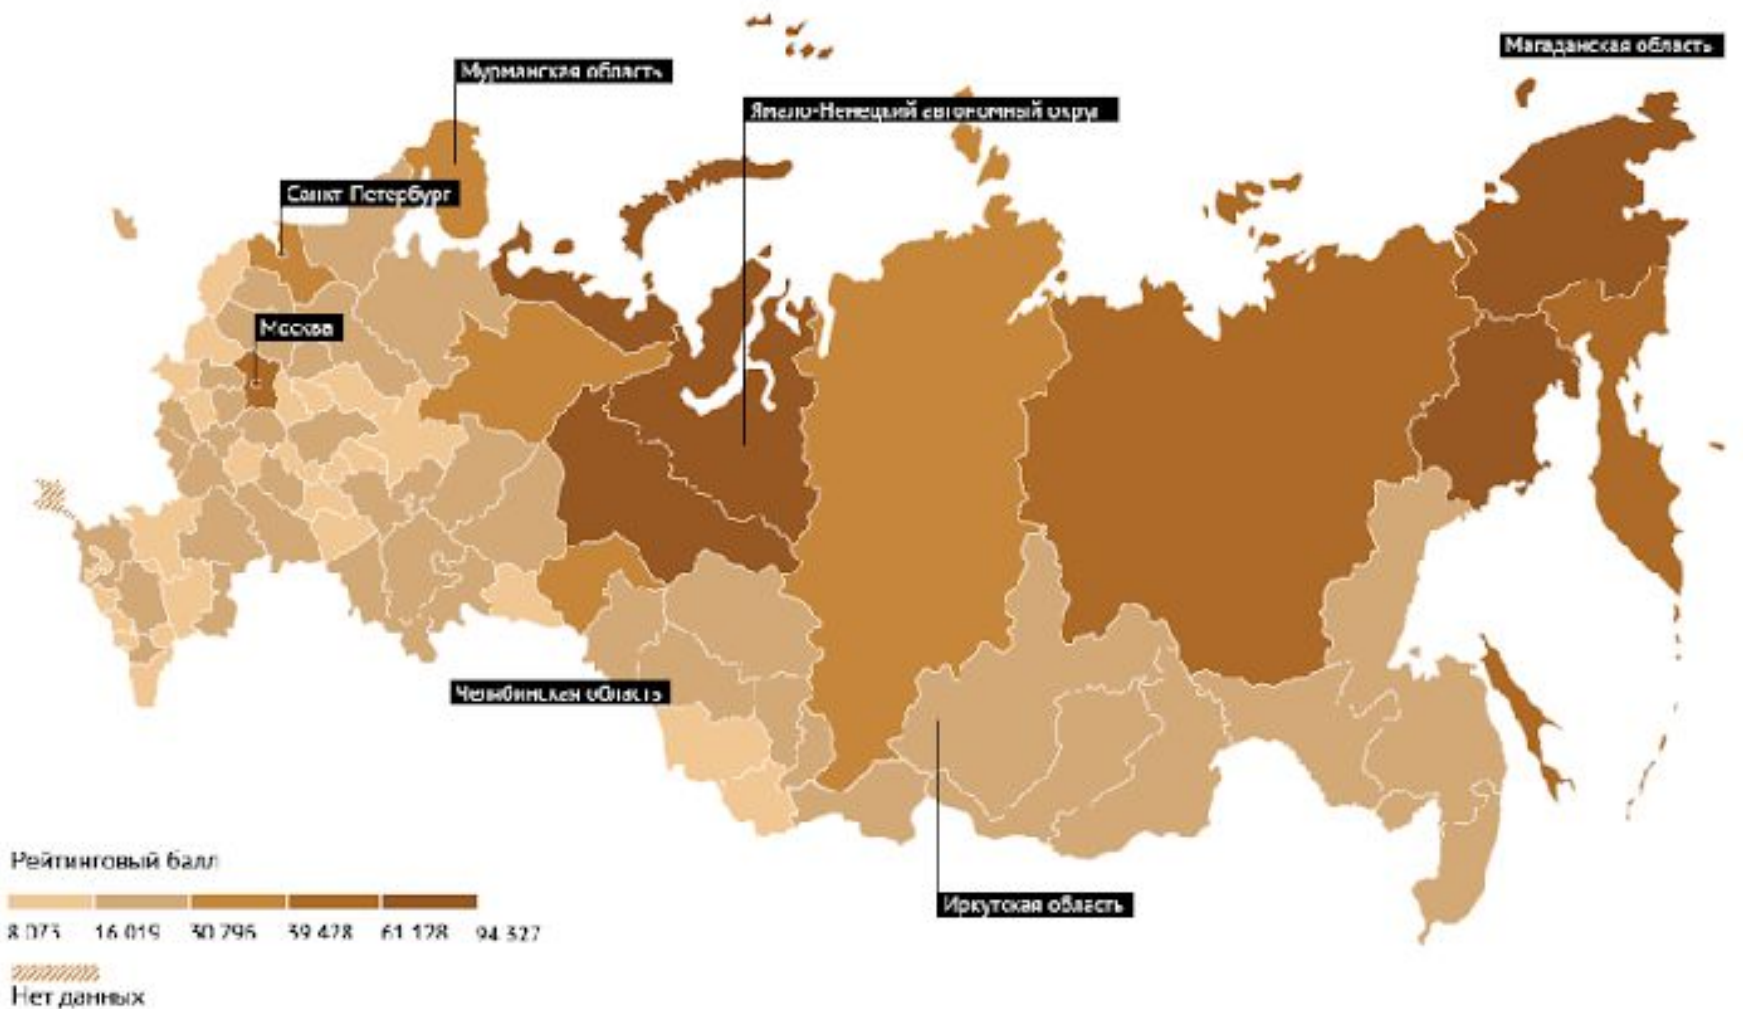 Магаданская область
Мурманская область
Ямало-Ненецкий автономный округ
Санкт Петербург
Москва
Челябинская область
Иркутская область
Рейтинговый балл
8 073 16 019 30 796 39 428 61 128 94 327
Нет данных